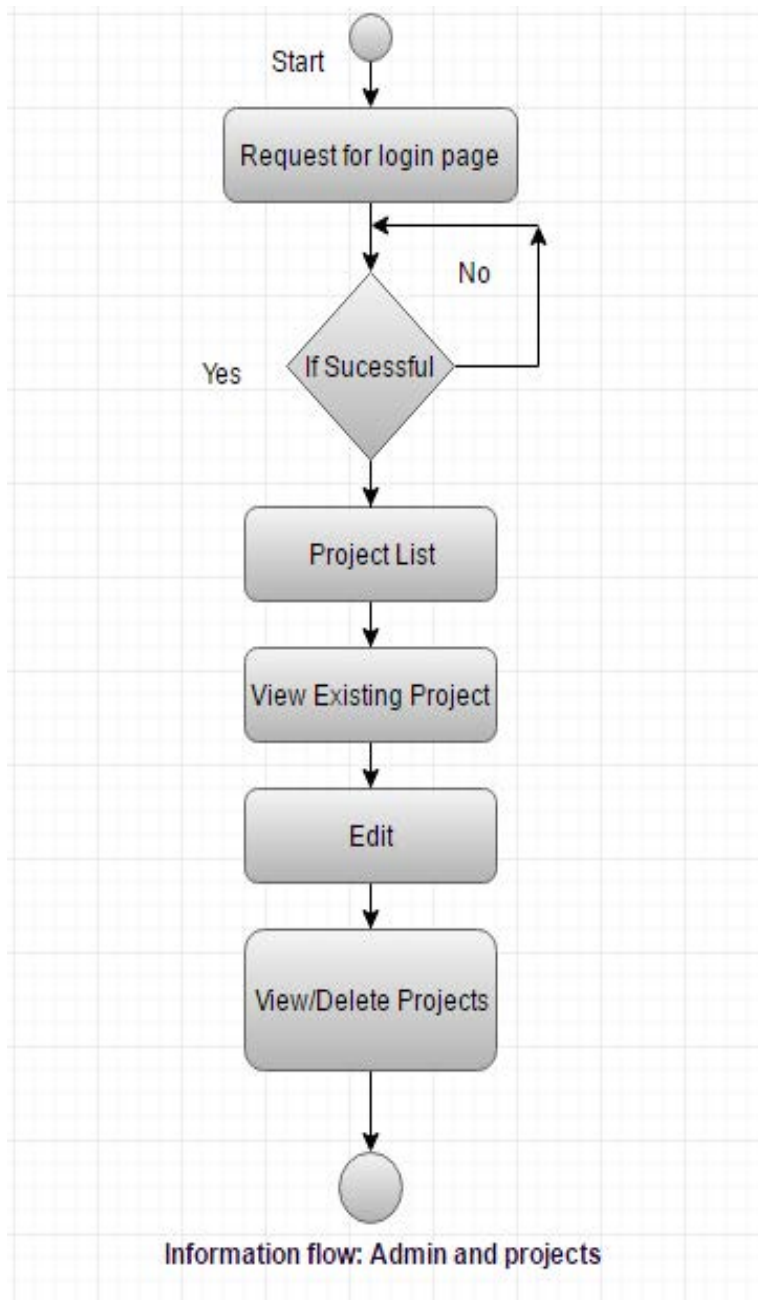 Start
Request for login page
No
If Sucessful
Yes
Project List
View Existing Project
Edit
View/Delete Projects
Information flow: Admin and projects